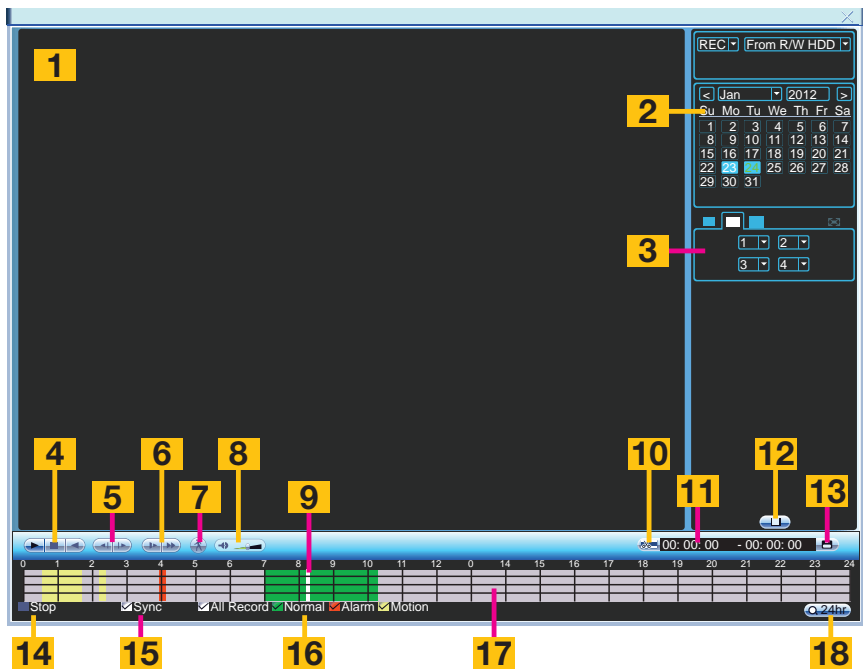 1
REC From R/W HDD
2
< Jan 2012 >
Su Mo Tu We Th Fr Sa
1 2 3 4 5 6 7
8 9 10 11 12 13 14
15 16 17 18 19 20 21
22 23 24 25 26 27 28
29 30 31
3
1 2
3 4
4 5 6 7 8 9 10 11 12 13
00: 00: 00 - 00: 00: 00
0 1 2 3 4 5 6 7 8 9 10 11 12 0 14 15 16 17 18 19 20 21 22 23 24
Stop Sync All Record Normal Alarm Motion 24hr
14 15 16 17 18